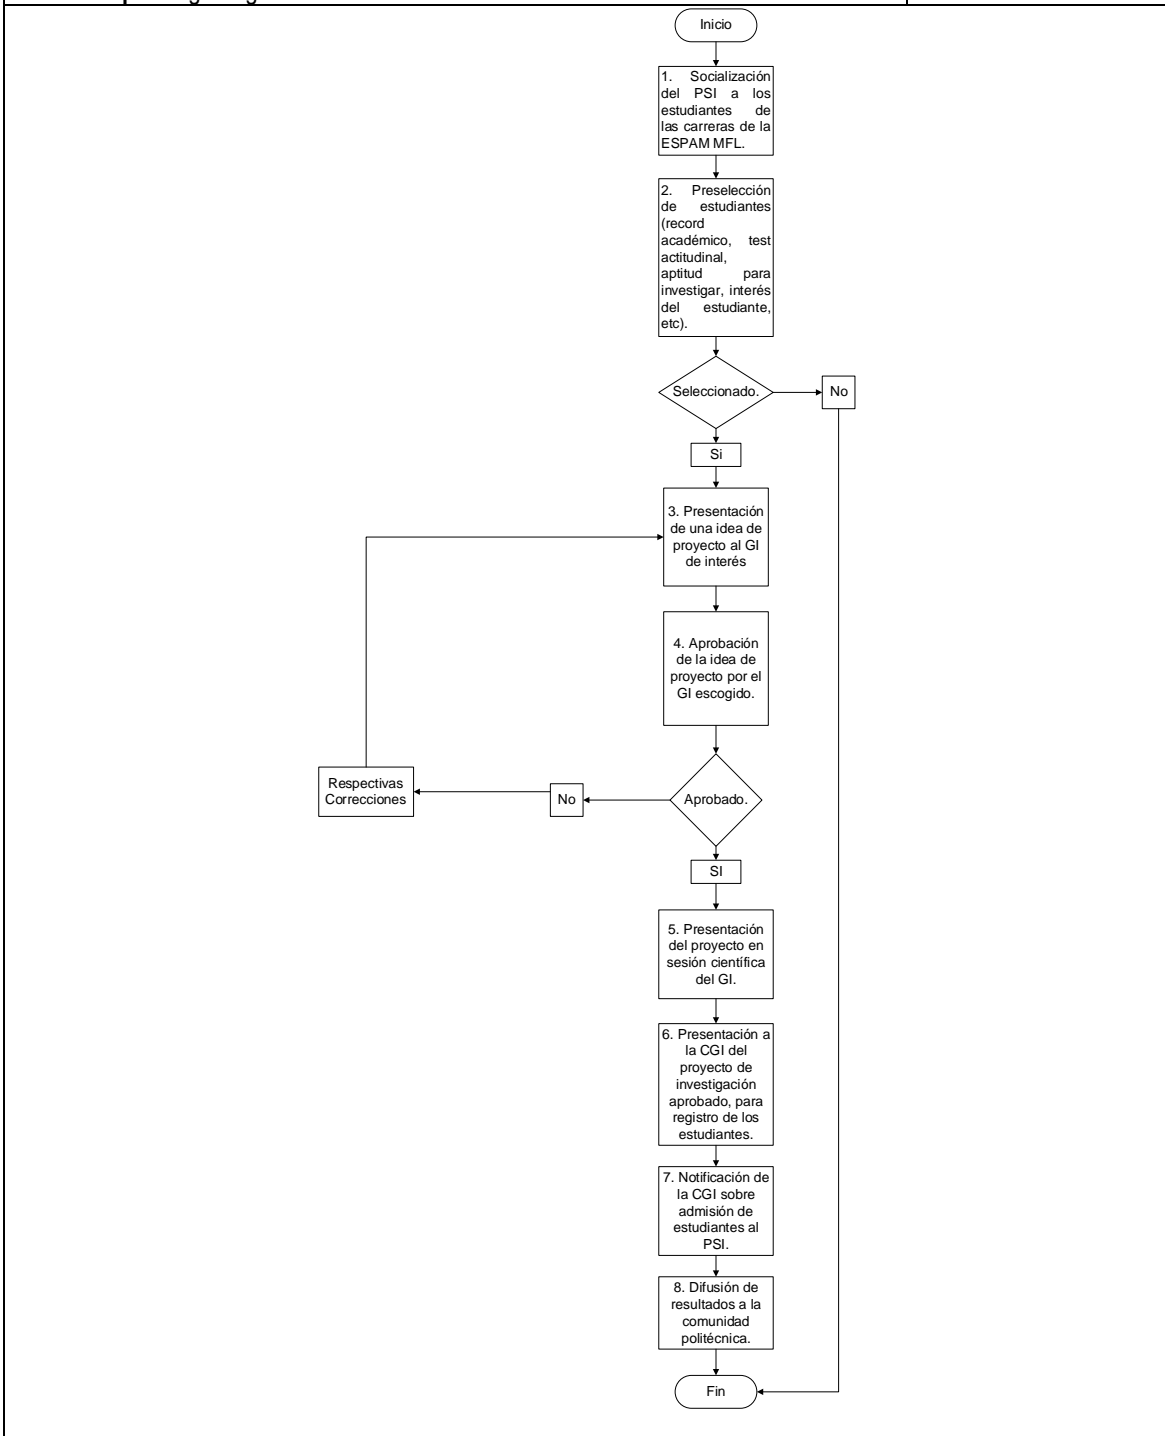 Inicio
1. Socialización
del PSI a los
estudiantes de
las carreras de la
ESPAM MFL.
2. Preselección
de estudiantes
(record
académico, test
actitudinal,
aptitud para
investigar, interés
del estudiante,
etc).
Seleccionado.
No
Si
3. Presentación
de una idea de
proyecto al GI
de interés
4. Aprobación
de la idea de
proyecto por el
GI escogido.
Respectivas
Correcciones
No
Aprobado.
SI
5. Presentación
del proyecto en
sesión científica
del GI.
6. Presentación a
la CGI del
proyecto de
investigación
aprobado, para
registro de los
estudiantes.
7. Notificación de
la CGI sobre
admisión de
estudiantes al
PSI.
8. Difusión de
resultados a la
comunidad
politécnica.
Fin